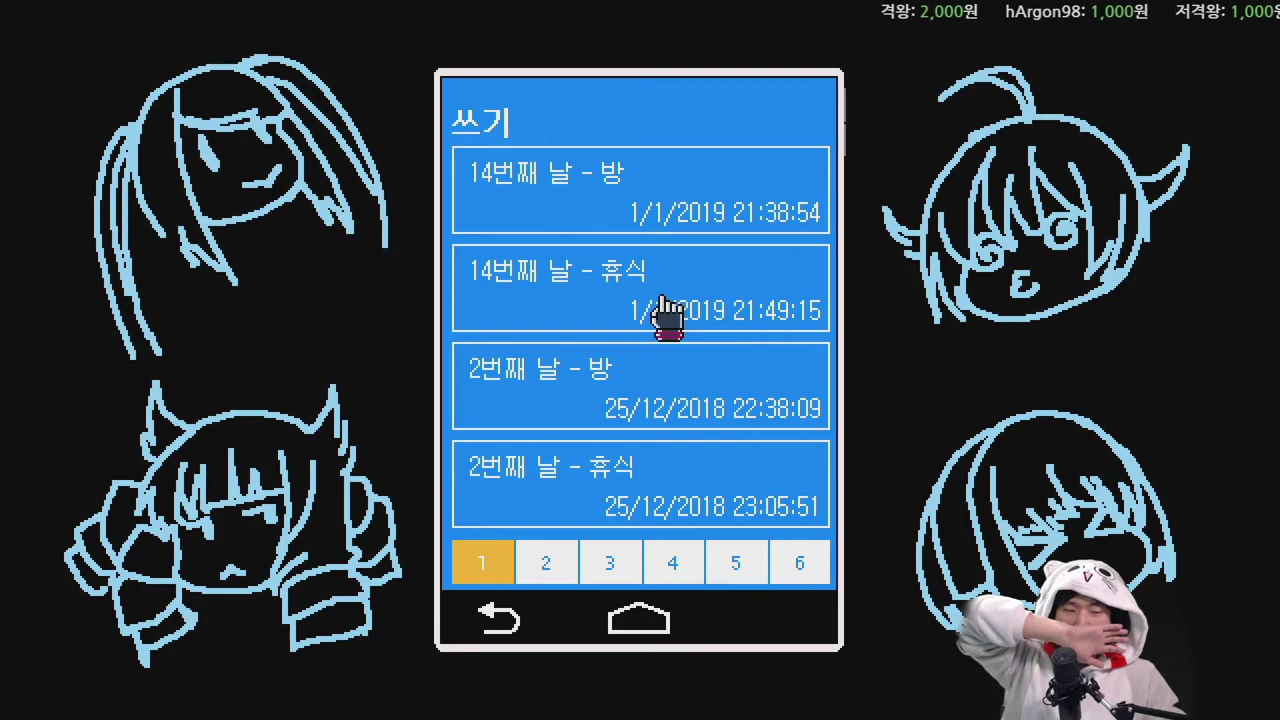 격왕: 2,000원 hArgon98: 1,000원 저격왕: 1,000원
쓰기
14번째 날 - 방
1/1/2019 21:38:54
14번째 날 - 휴식
2019 21:49:15
2번째 날 - 방
25/12/2018 22:38:09
2번째 날 - 휴식
25/12/2018 23:05:51
1 2 3 4 5 6